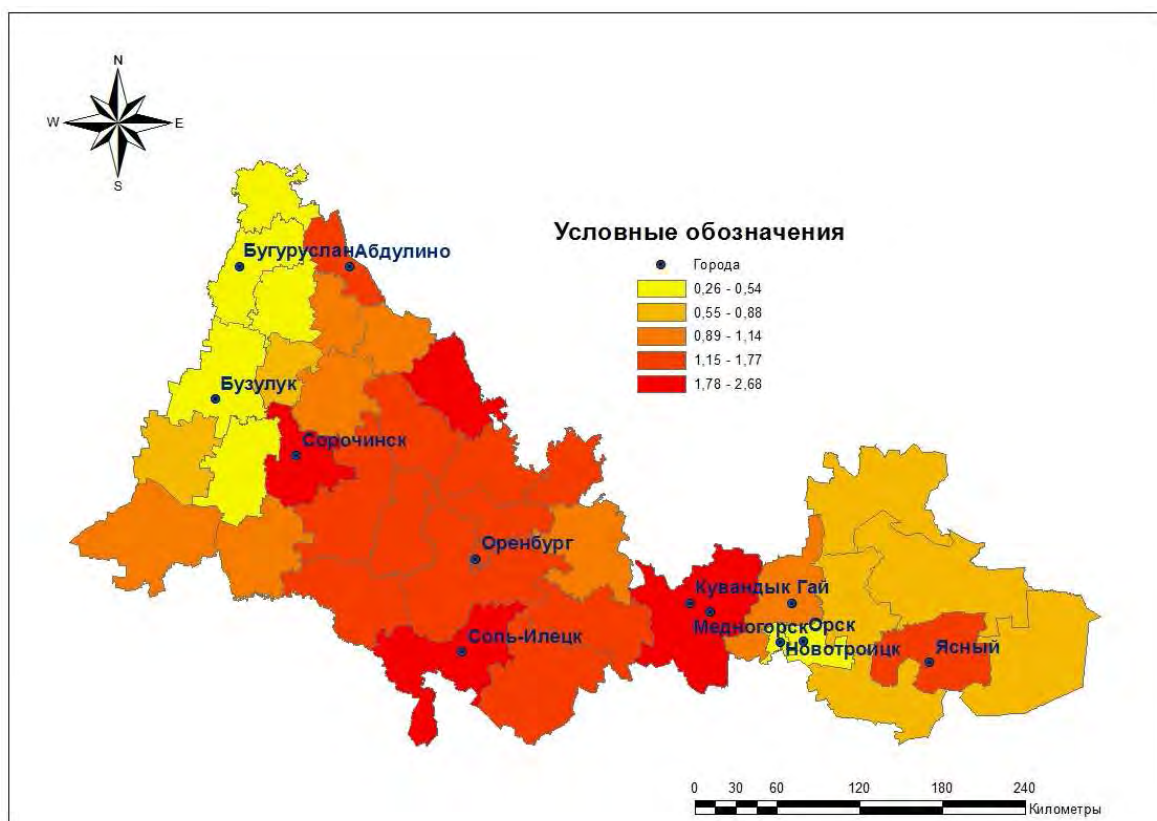 N
W E
S
Условные обозначения
Города
0,26 - 0,54
0,55 - 0,88
0,89 - 1,14
1,15 - 1,77
1,78 - 2,68
Бугуруслан Абдулино
Бузулук
Сорочинск
Оренбург
Кувандык Гай
Медногорск Орск
Новотроицк
Ясный
Соль-Илецк
0 30 60 120 180 240
Километры